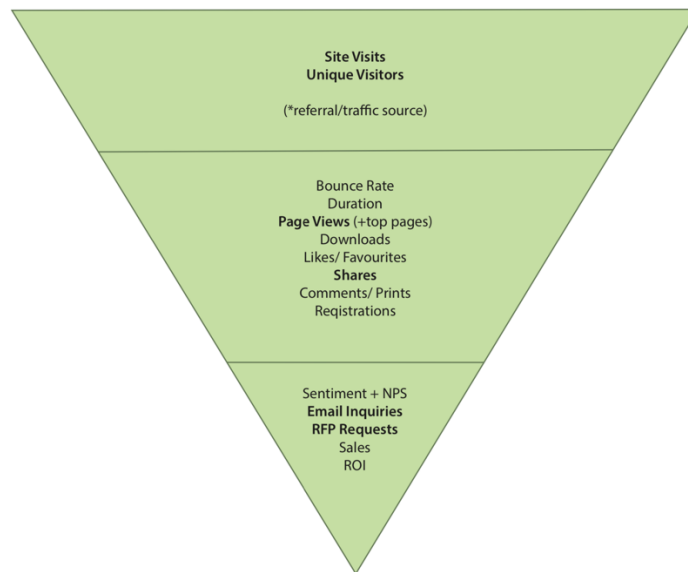 Site Visits
Unique Visitors
(*referral/traffic source)
Bounce Rate
Duration
Page Views (+top pages)
Downloads
Likes/ Favourites
Shares
Comments/ Prints
Reqistrations
Sentiment + NPS
Email Inquiries
RFP Requests
Sales
ROI